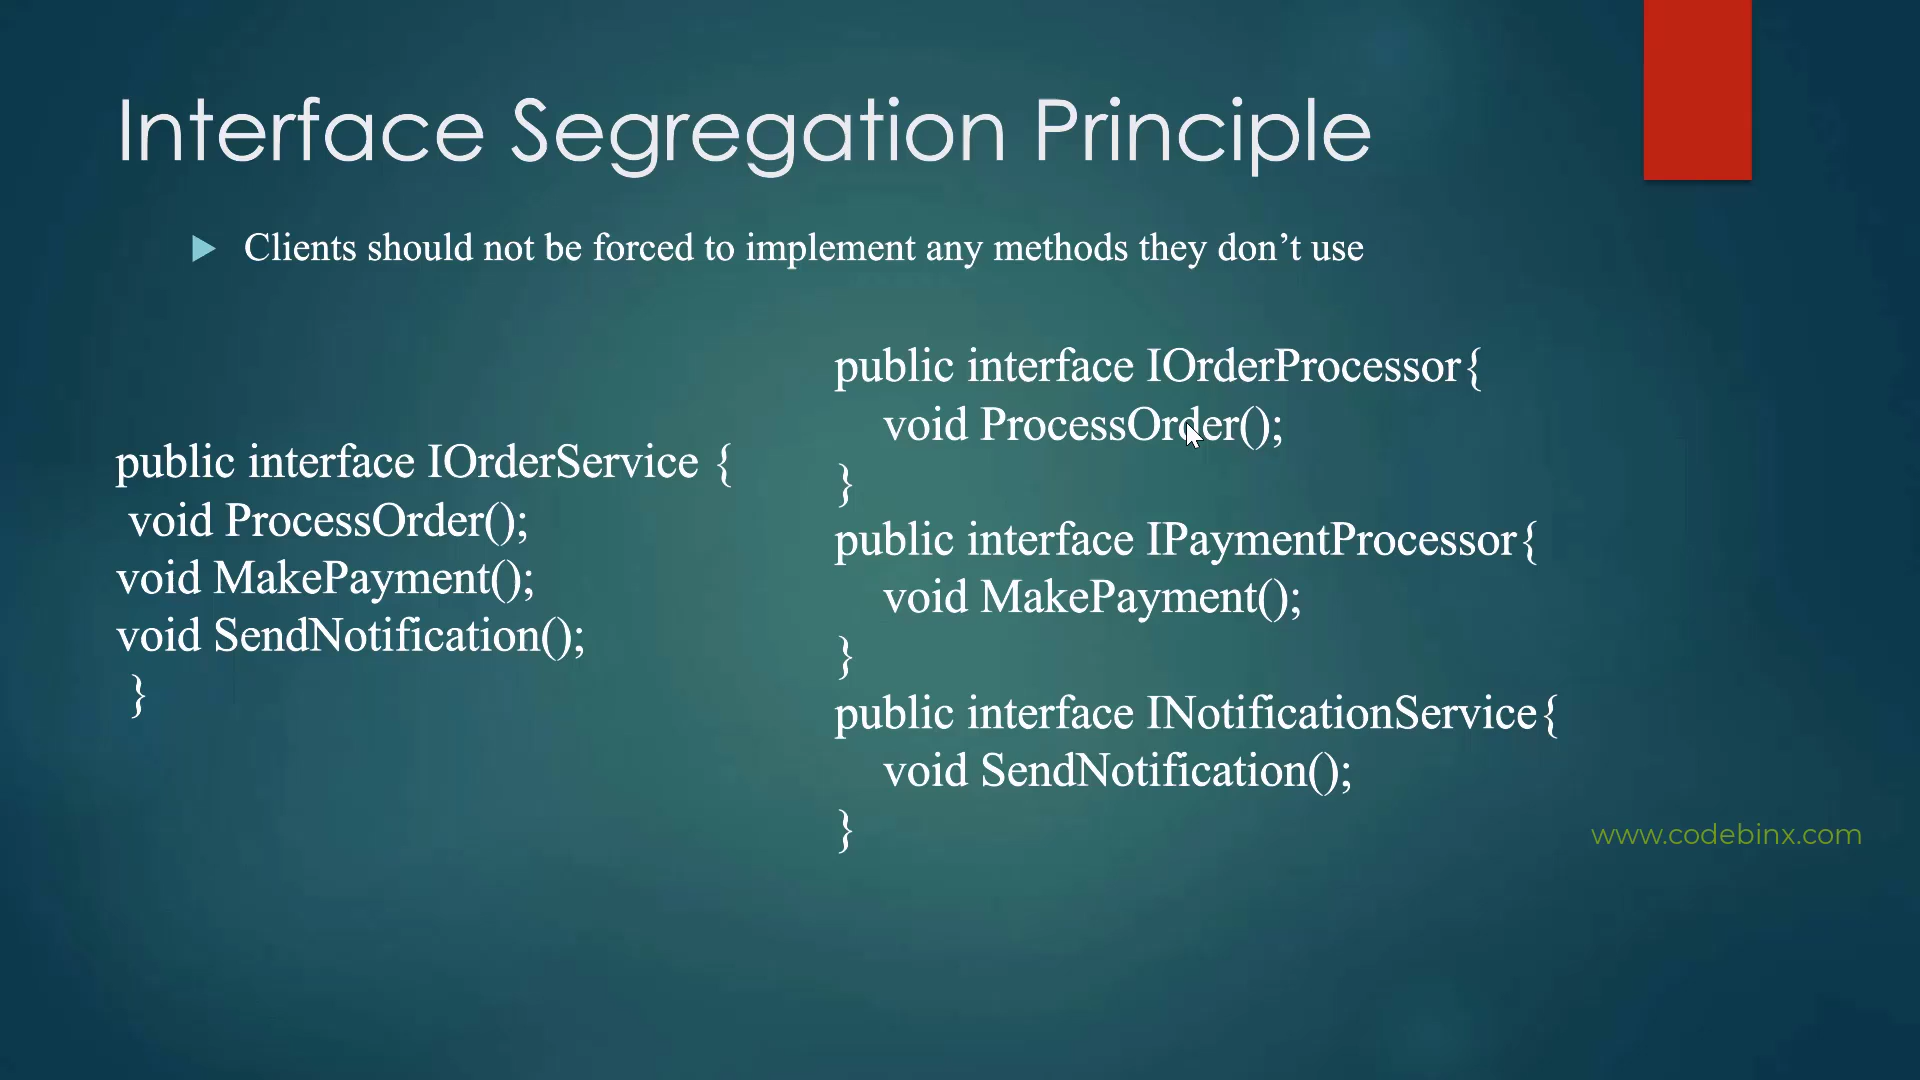 Interface Segregation Principle
Clients should not be forced to implement any methods they don’t use
public interface IOrderService {
void ProcessOrder();
void MakePayment();
void SendNotification();
}
public interface IOrderProcessor{
void ProcessOrder();
}
public interface IPaymentProcessor{
void MakePayment();
}
public interface INotificationService{
void SendNotification();
}
www.codebinx.com